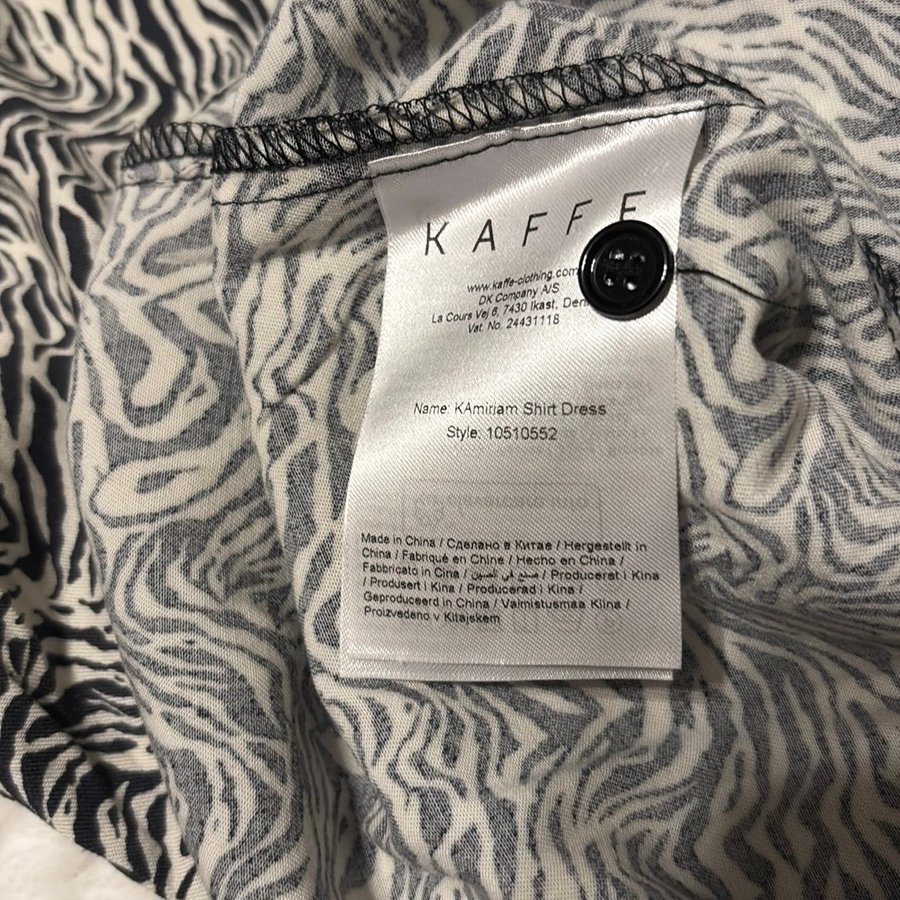 KAFFE
www.kaffe-clothing.com
DK Company A/S
La Cours Vej 6, 7430 Ikast,
Vat. No. 24431118
Name: KAmiriam Shirt Dress
Style: 10510552
Made in China / Сделано в Китае / Hergestellt in
China / Fabriqué en Chine / Hecho en China /
Fabbricato in Cina / صنع في الصين / Produceret i Kina
/ Produsert i Kina / Producerad i Kina /
Geproduceerd in China / Valmistusmaa Kiina /
Proizvedeno v Kitajskem